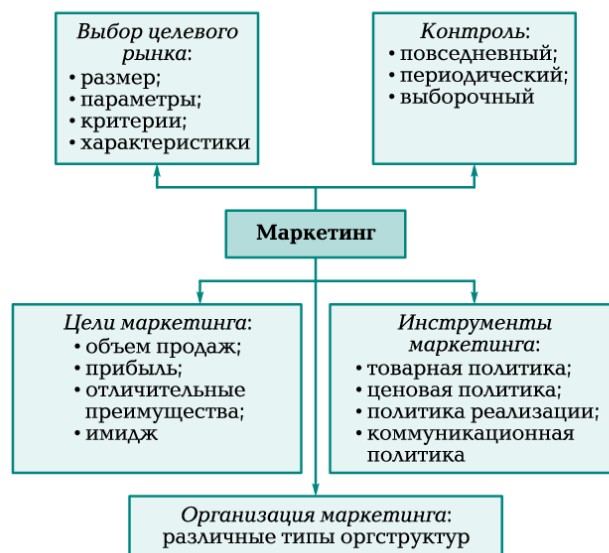 Выбор целевого
рынка:
• размер;
• параметры;
• критерии;
• характеристики
Контроль:
• повседневный;
• периодический;
• выборочный
Маркетинг
Цели маркетинга:
• объем продаж;
• прибыль;
• отличительные
преимущества;
• имидж
Инструменты
маркетинга:
• товарная политика;
• ценовая политика;
• политика реализации;
• коммуникационная
политика
Организация маркетинга:
различные типы оргструктур